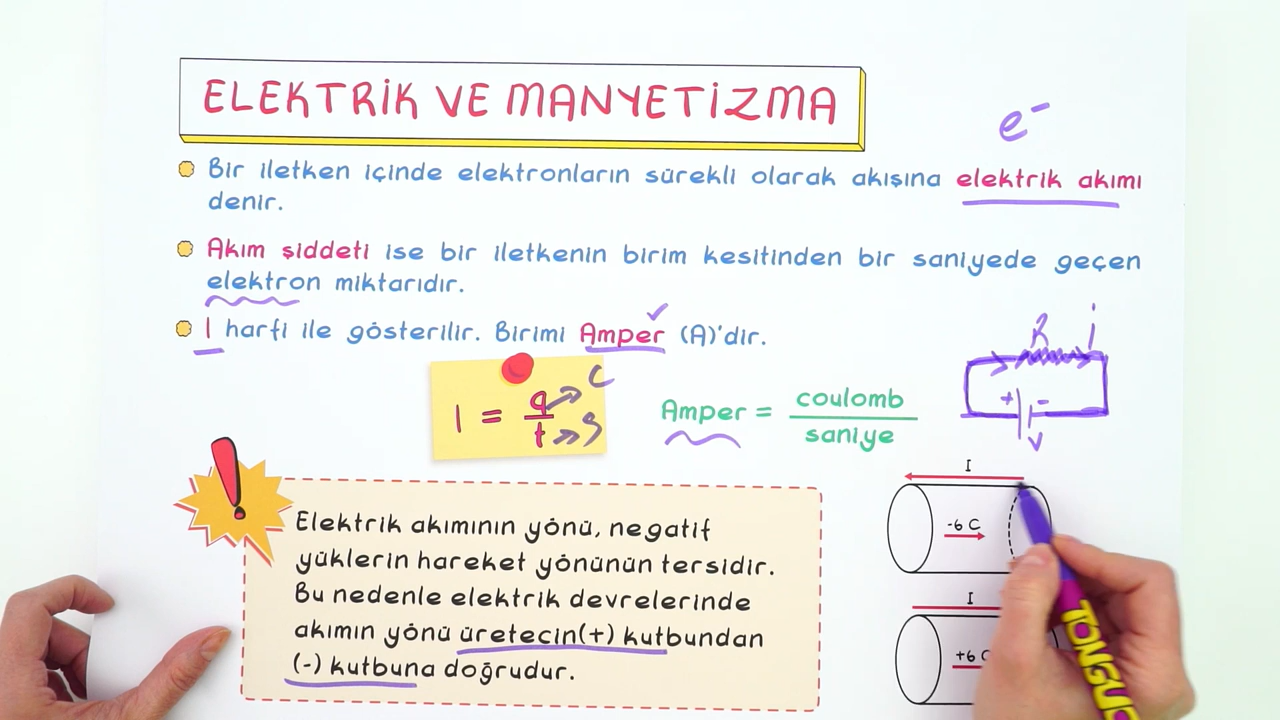 ELEKTRİK VE MANYETİZMA
e⁻
Bir iletken içinde elektronların sürekli olarak akışına elektrik akımı
denir.
Akım şiddeti ise bir iletkenin birim kesitinden bir saniyede geçen
elektron miktarıdır.
I harfi ile gösterilir. Birimi Amper (A)'dir.
R i
+ -
V
I = q/t
C
s
Amper = coulomb/saniye
!
Elektrik akımının yönü, negatif
yüklerin hareket yönünün tersidir.
Bu nedenle elektrik devrelerinde
akımın yönü üretecin(+) kutbundan
(-) kutbuna doğrudur.
I
-6 C
I
+6 C
TONGUÇ